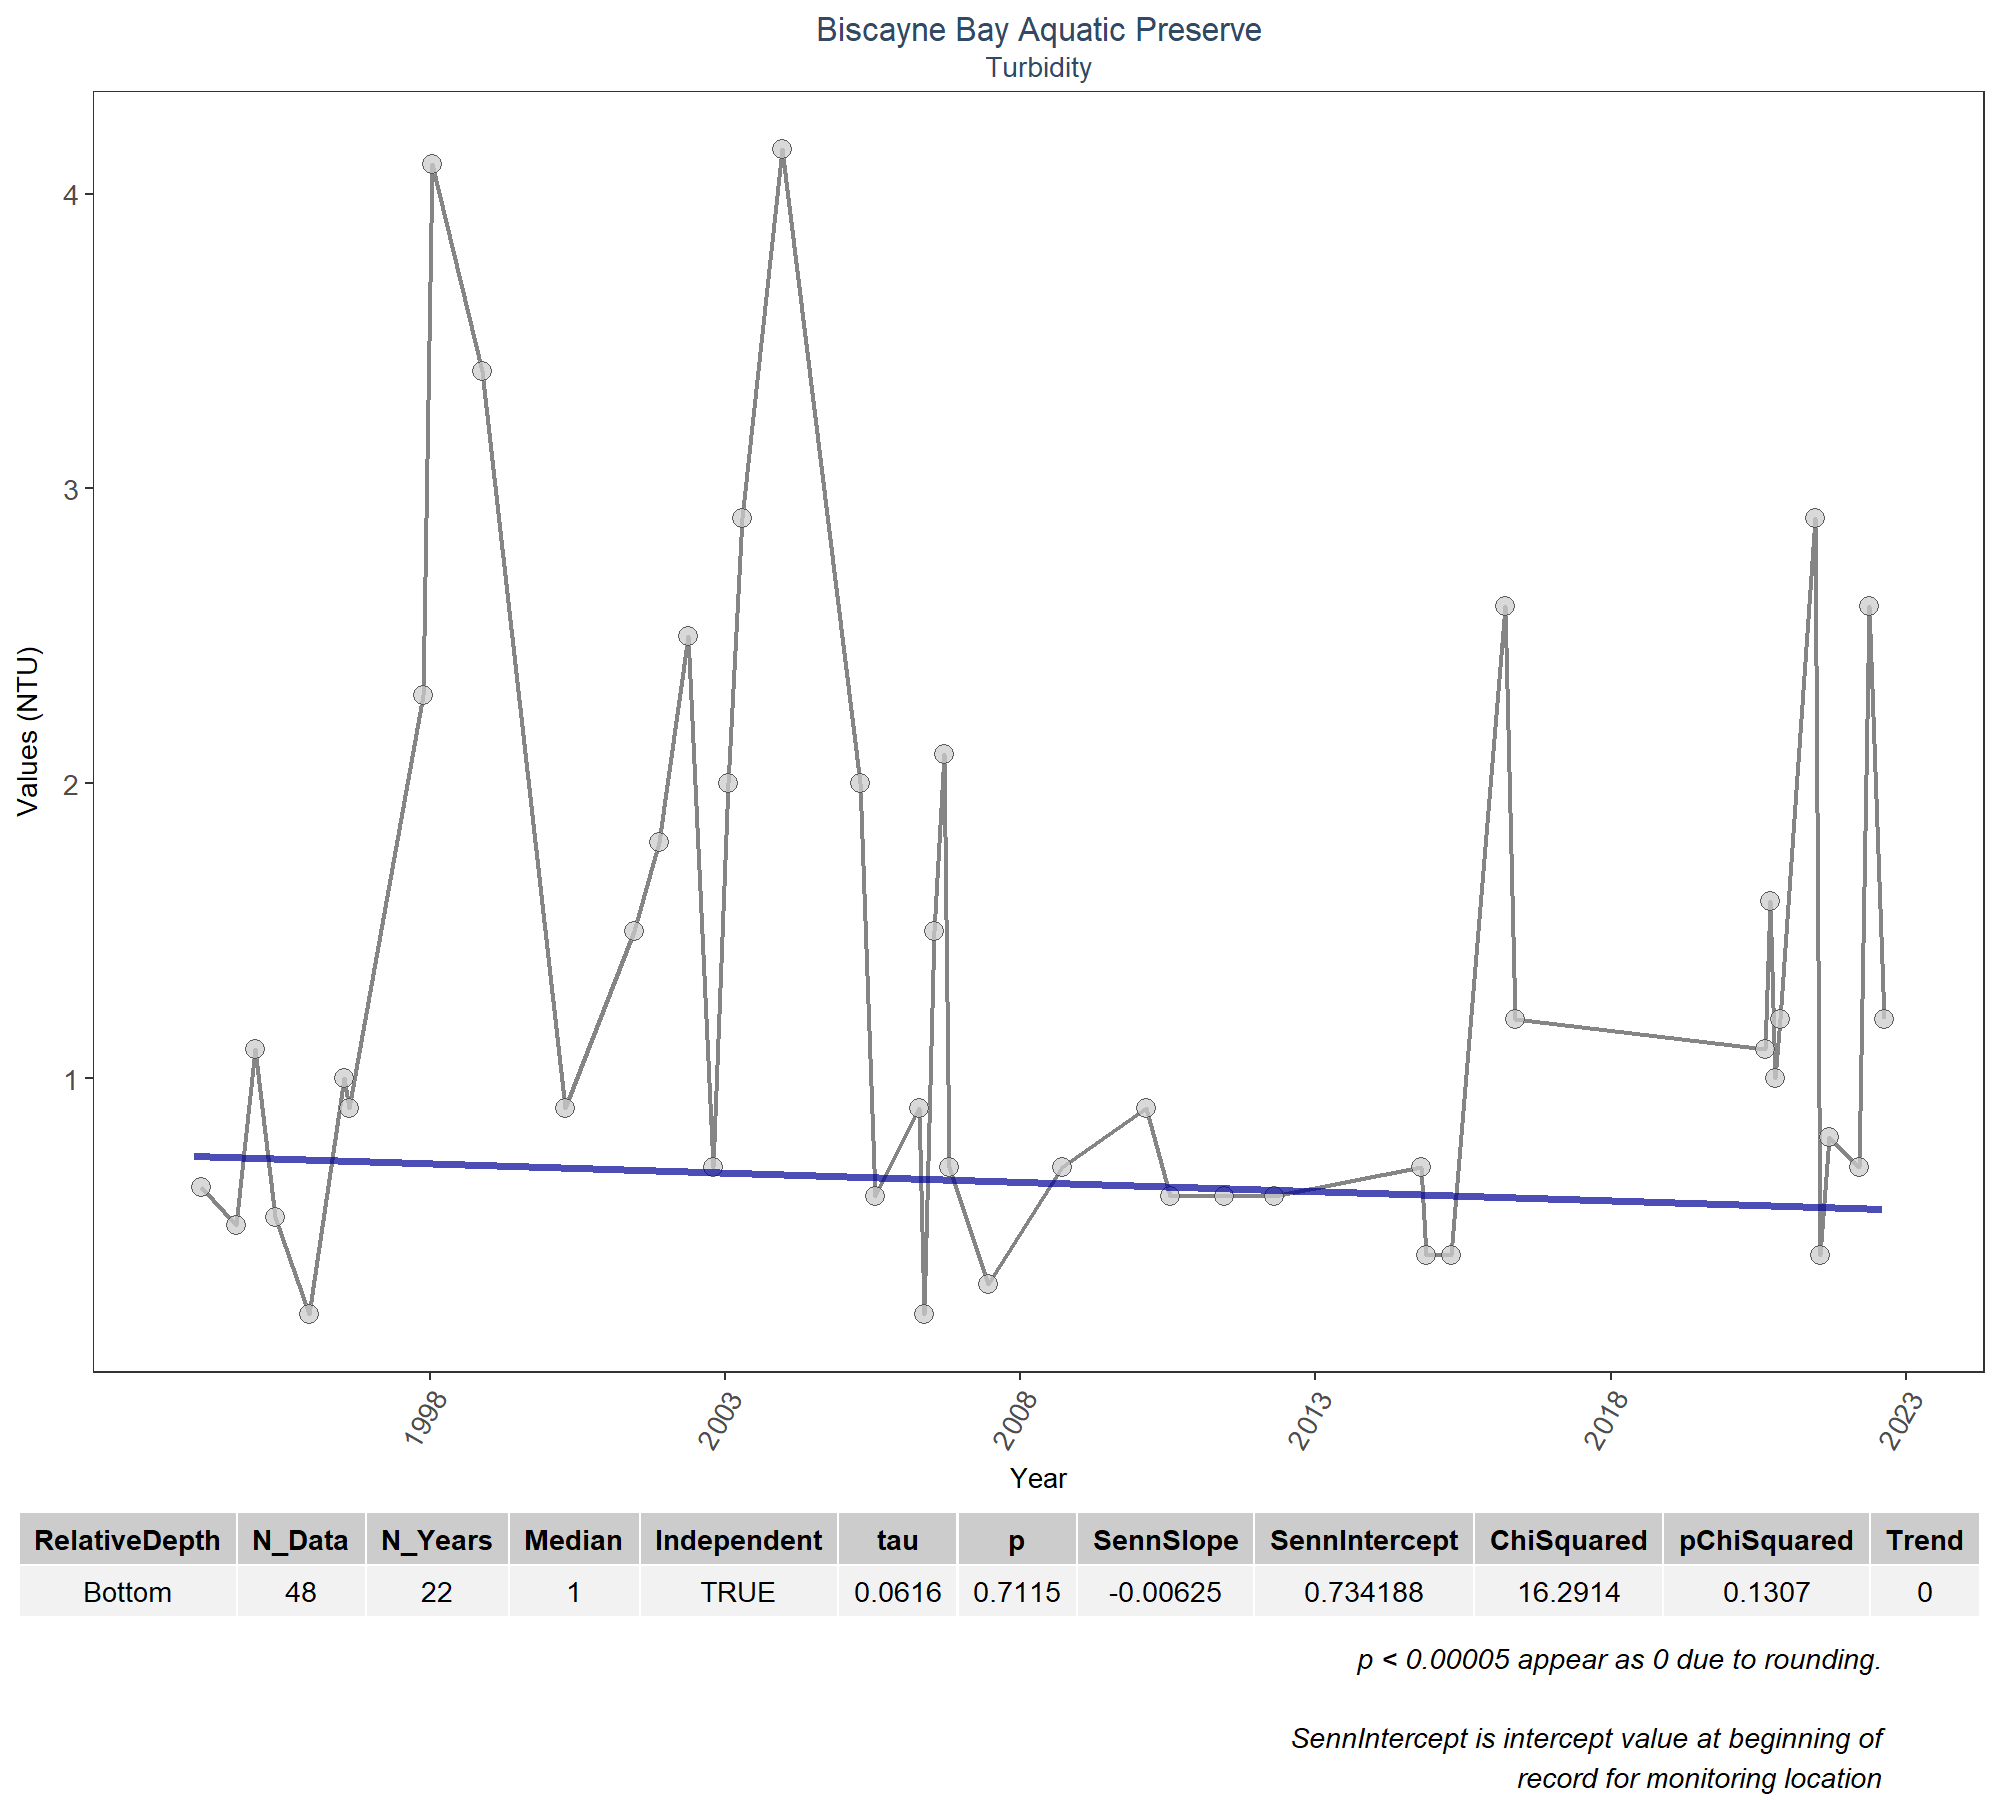 Biscayne Bay Aquatic Preserve
Turbidity
Values (NTU)
4
3
2
1
1998 2003 2008 2013 2018 2023
Year
RelativeDepth N_Data N_Years Median Independent tau p SennSlope SennIntercept ChiSquared pChiSquared Trend
Bottom 48 22 1 TRUE 0.0616 0.7115 -0.00625 0.734188 16.2914 0.1307 0
p < 0.00005 appear as 0 due to rounding.
SennIntercept is intercept value at beginning of
record for monitoring location